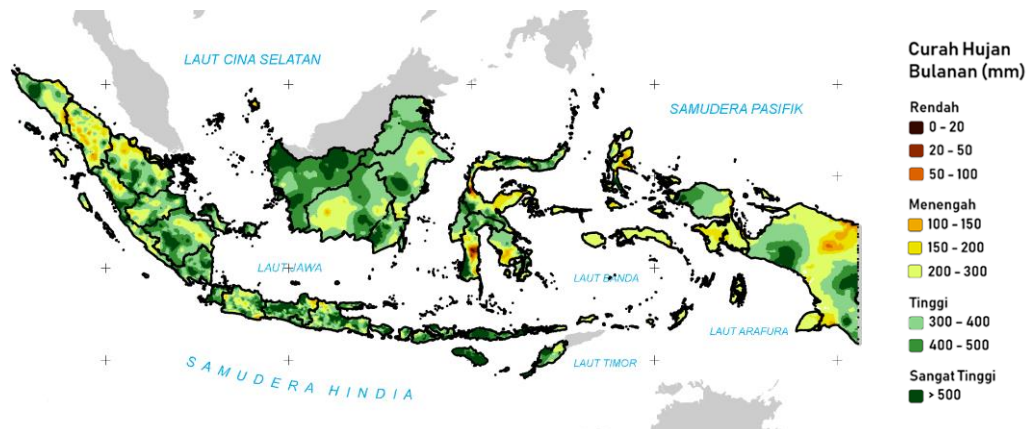 LAUT CINA SELATAN
SAMUDERA PASIFIK
LAUT JAWA
LAUT BANDA
LAUT ARAFURA
LAUT TIMOR
SAMUDERA HINDIA
Curah Hujan
Bulanan (mm)
Rendah
0 - 20
20 - 50
50 - 100
Menengah
100 - 150
150 - 200
200 - 300
Tinggi
300 - 400
400 - 500
Sangat Tinggi
> 500